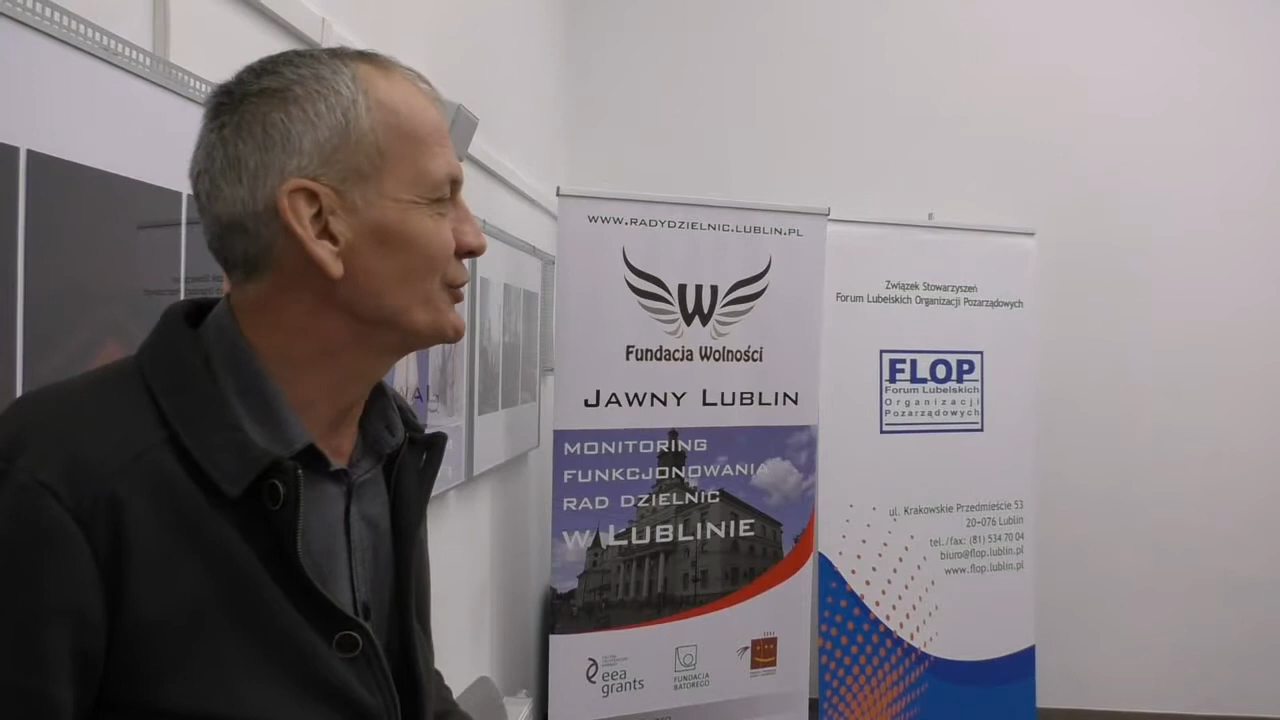 WWW.RADYDZIELNIC.LUBLIN.PL
W
Fundacja Wolności
JAWNY LUBLIN
MONITORING
FUNKCJONOWANIA
RAD DZIELNIC
W LUBLINIE
eea
grants
FUNDACJA
BATOREGO
Związek Stowarzyszeń
Forum Lubelskich Organizacji Pozarządowych
FLOP
Forum Lubelskich
Organizacji
Pozarządowych
ul. Krakowskie Przedmieście 53
20-076 Lublin
tel./fax: (81) 534 70 04
biuro@flop.lublin.pl
www.flop.lublin.pl